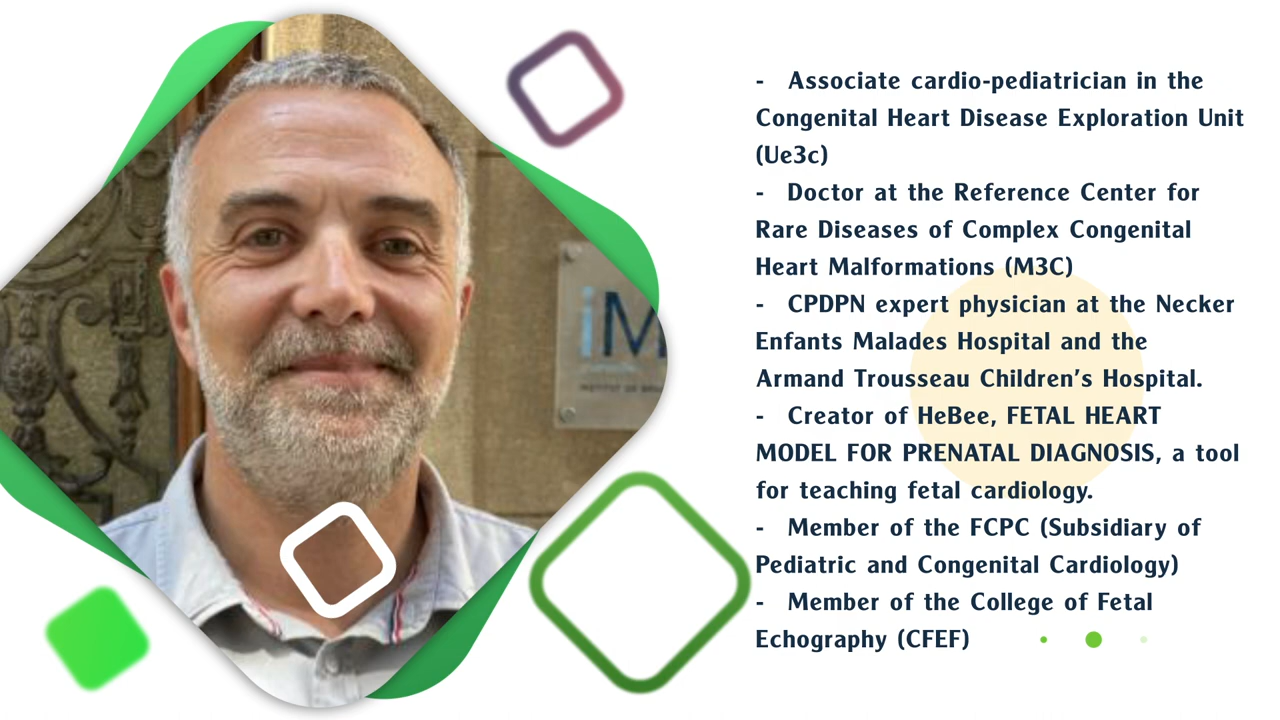 -   Associate cardio-pediatrician in the
Congenital Heart Disease Exploration Unit
(Ue3c)
-   Doctor at the Reference Center for
Rare Diseases of Complex Congenital
Heart Malformations (M3C)
-   CPDPN expert physician at the Necker
Enfants Malades Hospital and the
Armand Trousseau Children’s Hospital.
-   Creator of HeBee, FETAL HEART
MODEL FOR PRENATAL DIAGNOSIS, a tool
for teaching fetal cardiology.
-   Member of the FCPC (Subsidiary of
Pediatric and Congenital Cardiology)
-   Member of the College of Fetal
Echography (CFEF)
iM